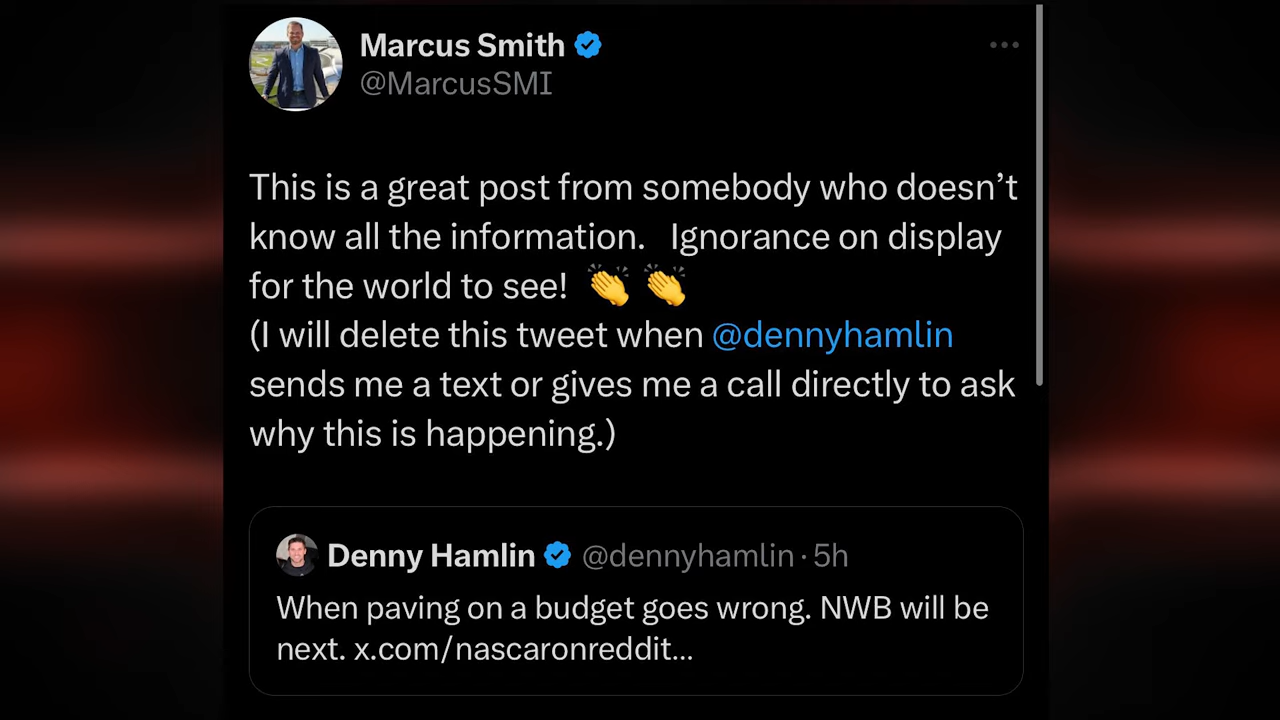 Marcus Smith
@MarcusSMI
This is a great post from somebody who doesn’t
know all the information.   Ignorance on display
for the world to see!  👏 👏
(I will delete this tweet when @dennyhamlin
sends me a text or gives me a call directly to ask
why this is happening.)
Denny Hamlin @dennyhamlin · 5h
When paving on a budget goes wrong. NWB will be
next. x.com/nascaronreddit...